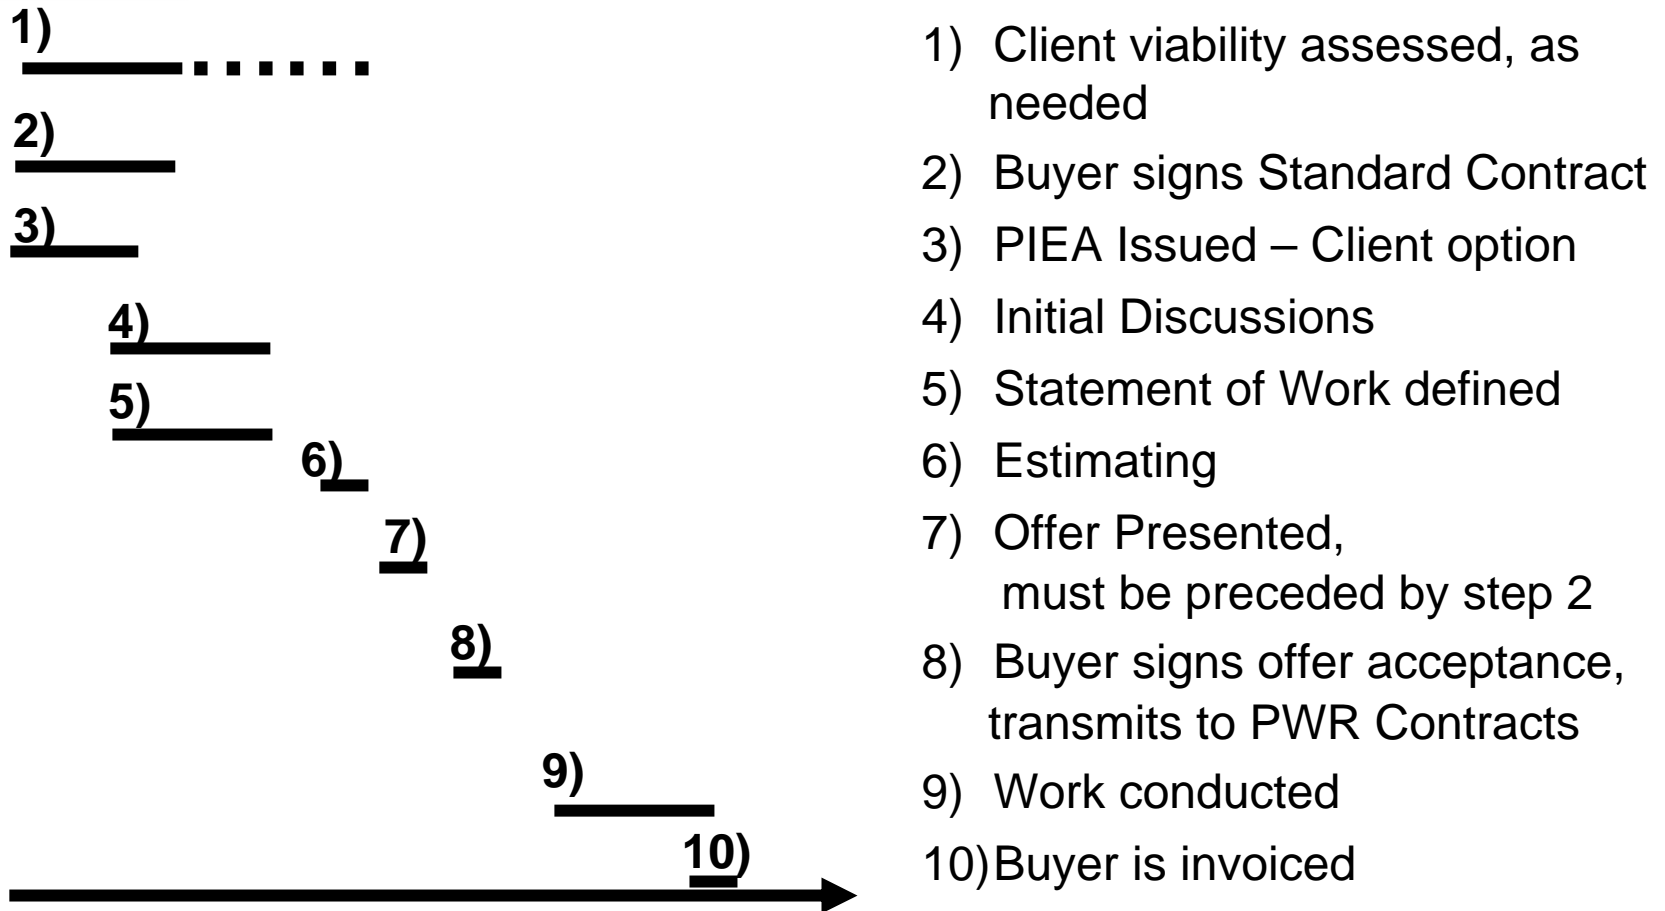 1)
2)
3)
4)
5)
6)
7)
8)
9)
10)
1) Client viability assessed, as
needed
2) Buyer signs Standard Contract
3) PIEA Issued – Client option
4) Initial Discussions
5) Statement of Work defined
6) Estimating
7) Offer Presented,
must be preceded by step 2
8) Buyer signs offer acceptance,
transmits to PWR Contracts
9) Work conducted
10)Buyer is invoiced